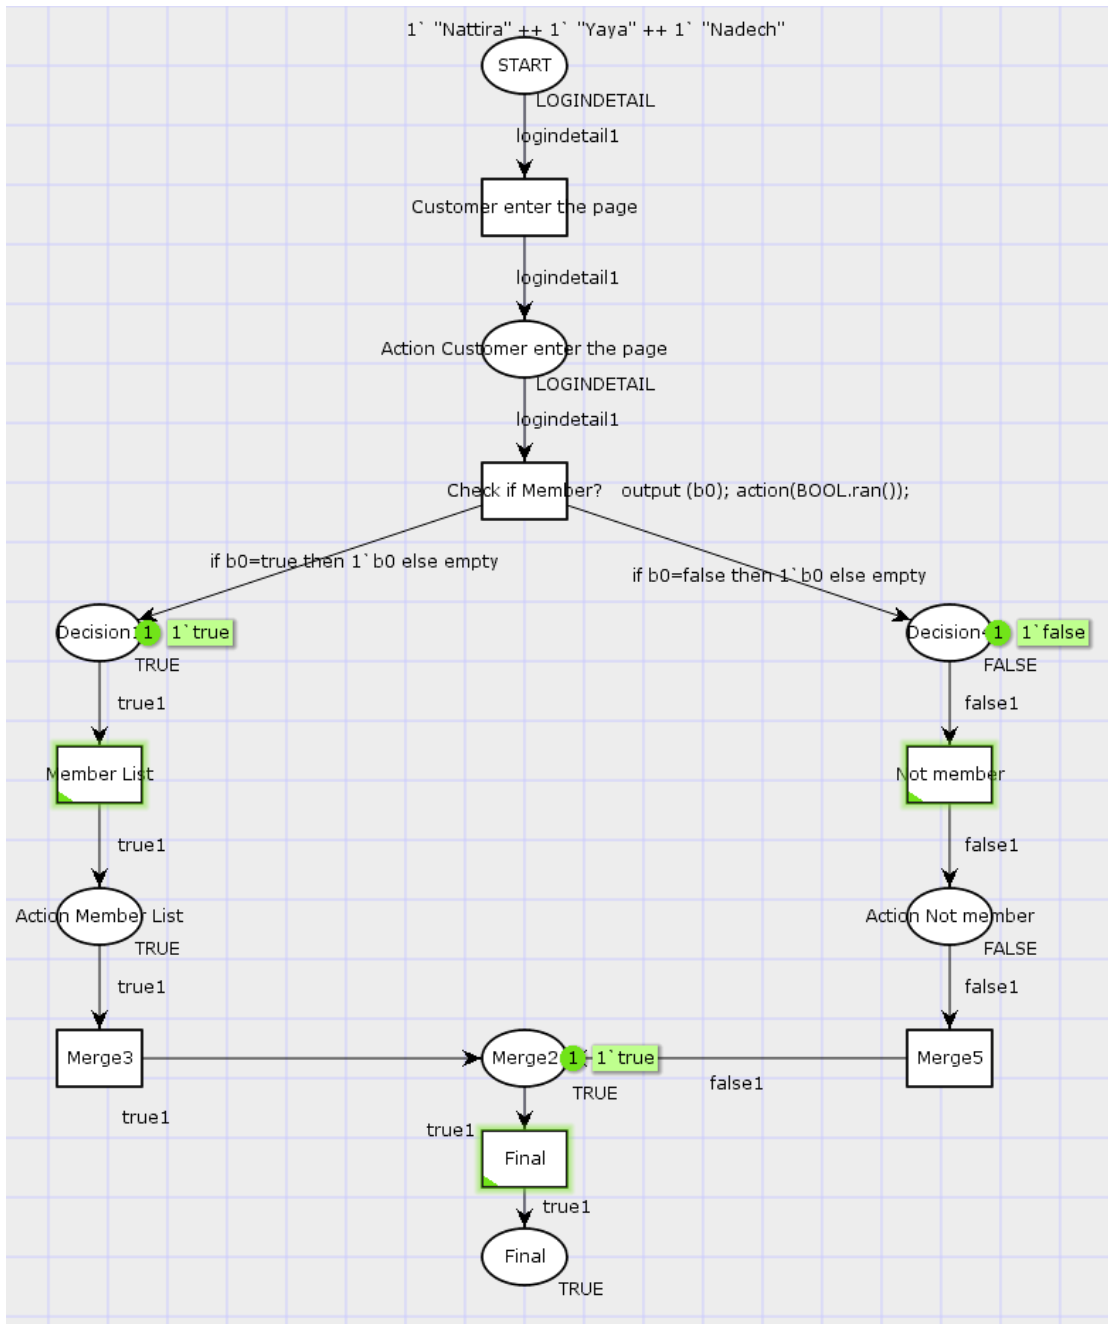 1` "Nattira" ++ 1` "Yaya" ++ 1` "Nadech"
START
LOGINDETAIL
logindetail1
Customer enter the page
logindetail1
Action Customer enter the page
LOGINDETAIL
logindetail1
Check if Member? output (b0); action(BOOL.ran());
if b0=true then 1`b0 else empty
if b0=false then 1`b0 else empty
Decision1 1 1`true
Decision4 1 1`false
TRUE
FALSE
true1
false1
Member List
Not member
true1
false1
Action Member List
Action Not member
TRUE
FALSE
true1
false1
Merge3
Merge2 1 1`true
Merge5
false1
TRUE
true1
true1
Final
true1
Final
TRUE